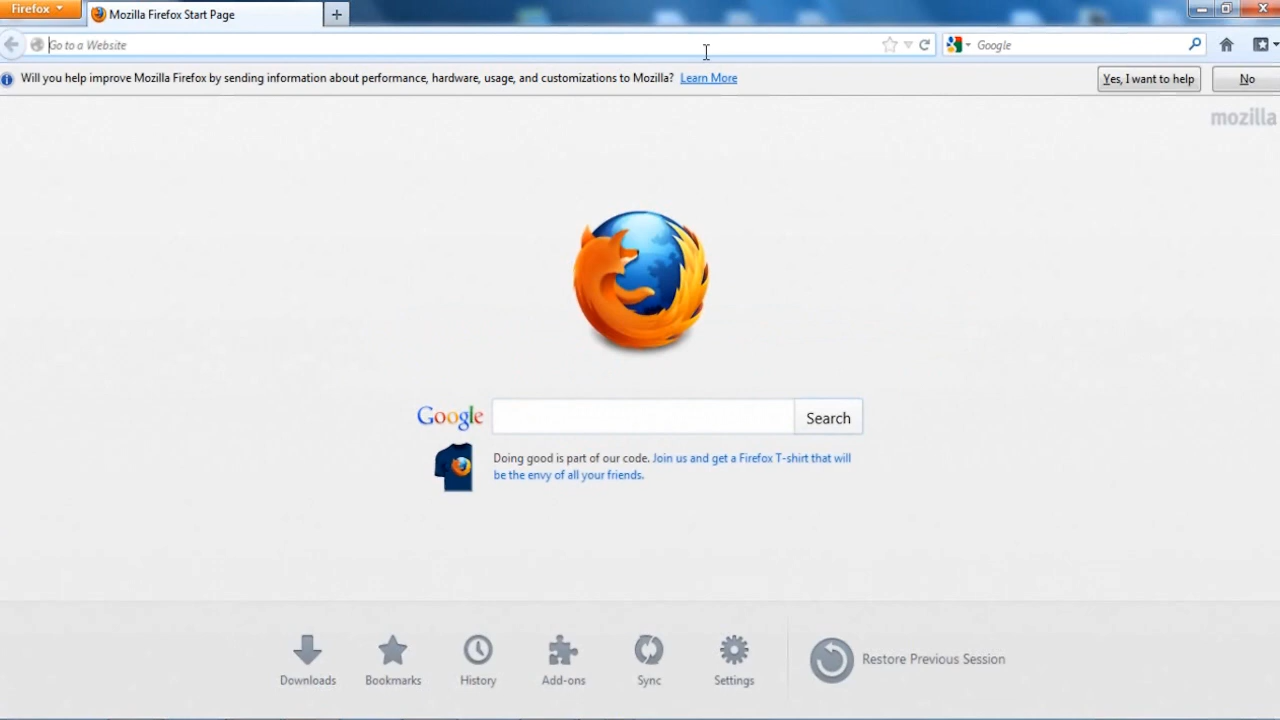 Firefox
Mozilla Firefox Start Page
Go to a Website
Google
Will you help improve Mozilla Firefox by sending information about performance, hardware, usage, and customizations to Mozilla? Learn More
Yes, I want to help
No
mozilla
Google
Search
Doing good is part of our code. Join us and get a Firefox T-shirt that will
be the envy of all your friends.
Downloads
Bookmarks
History
Add-ons
Sync
Settings
Restore Previous Session